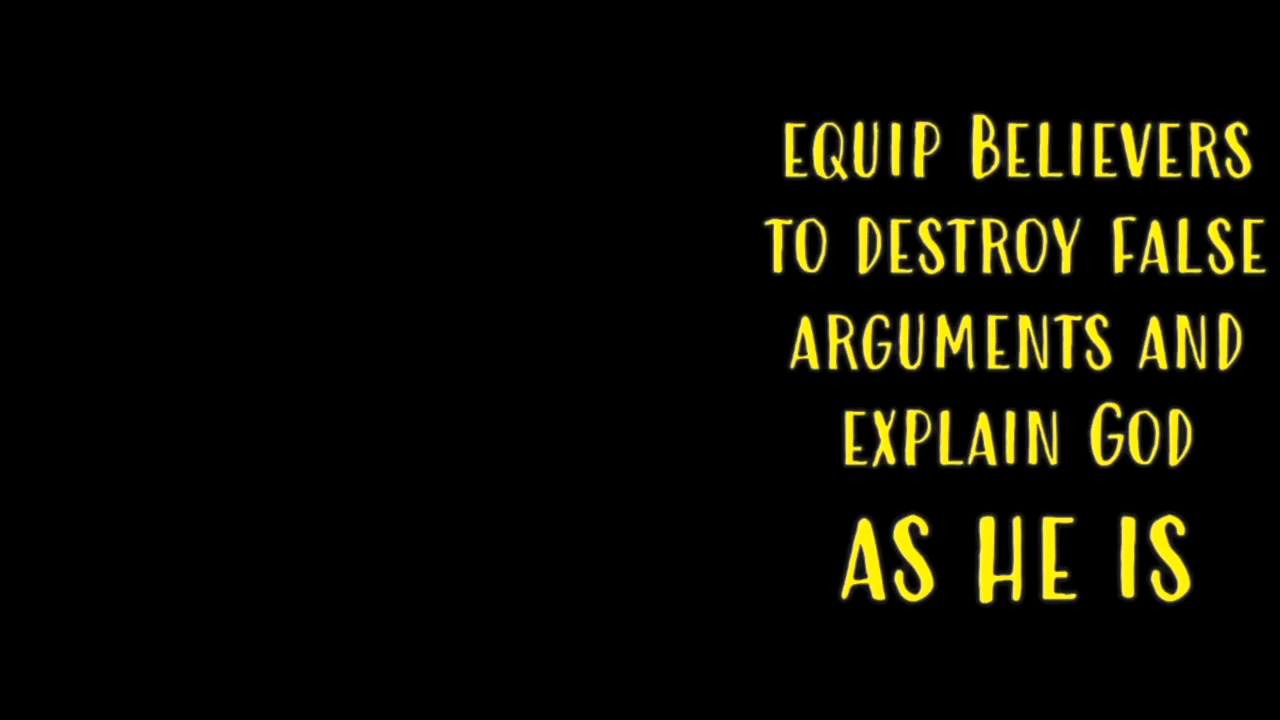 EQUIP BELIEVERS
TO DESTROY FALSE
ARGUMENTS AND
EXPLAIN GOD
AS HE IS